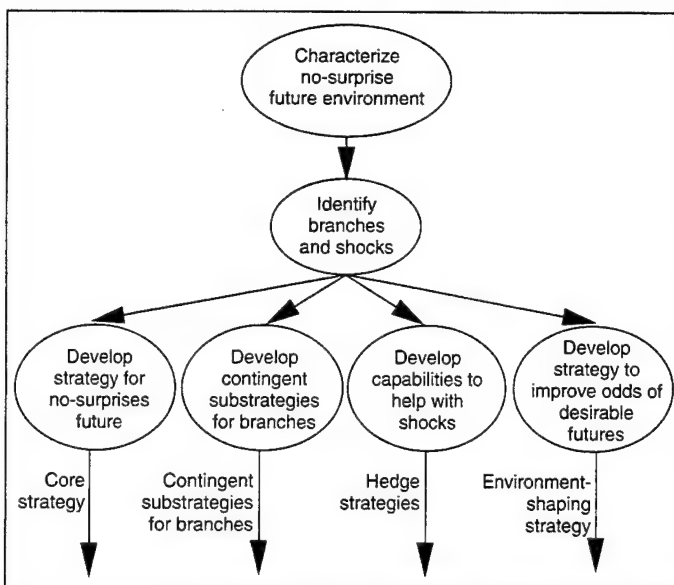 Characterize
no-surprise
future environment
Identify
branches
and shocks
Develop
strategy for
no-surprises
future
Develop
contingent
substrategies
for branches
Develop
capabilities to
help with
shocks
Develop
strategy to
improve odds of
desirable
futures
Core
strategy
Contingent
substrategies
for branches
Hedge
strategies
Environment-
shaping
strategy